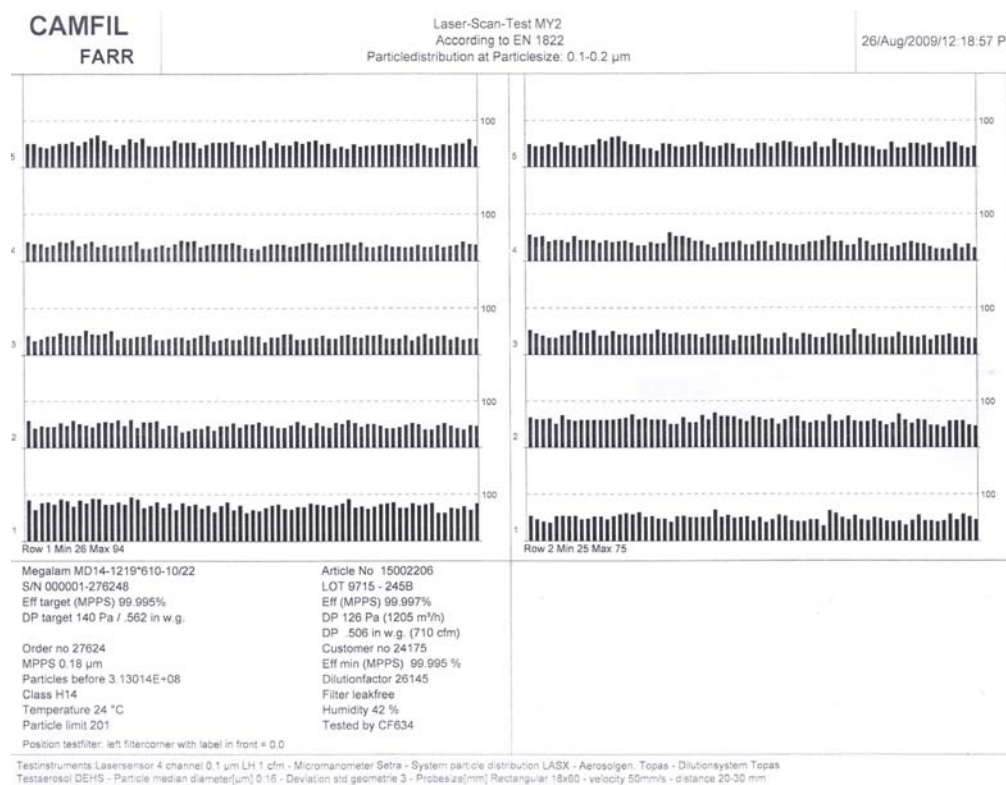 CAMFIL
FARR
Laser-Scan-Test MY2
According to EN 1822
Particledistribution at Particlesize: 0.1-0.2 µm
26/Aug/2009/12:18:57 P
100
5
100
4
100
3
100
2
100
1
Row 1 Min 26 Max 94
100
5
100
4
100
3
100
2
100
1
Row 2 Min 25 Max 75
Megalam MD14-1219*610-10/22
S/N 000001-276248
Eff target (MPPS) 99.995%
DP target 140 Pa / .562 in w.g.
Order no 27624
MPPS 0.18 µm
Particles before 3.13014E+08
Class H14
Temperature 24 °C
Particle limit 201
Article No 15002206
LOT 9715 - 245B
Eff (MPPS) 99.997%
DP 126 Pa (1205 m³/h)
DP .506 in w.g. (710 cfm)
Customer no 24175
Eff min (MPPS) 99.995 %
Dilutionfactor 26145
Filter leakfree
Humidity 42 %
Tested by CF634
Position testfilter: left filtercorner with label in front = 0.0
Testinstruments:Lasersensor 4 channel 0,1 µm LH 1 cfm - Micromanometer Setra - System particle distribution LASX - Aerosolgen. Topas - Dilutionsystem Topas
Testaerosol DEHS - Particle median diameter[µm] 0.16 - Deviation std geometrie 3 - Probesize[mm] Rectangular 18x60 - velocity 50mm/s - distance 20-30 mm